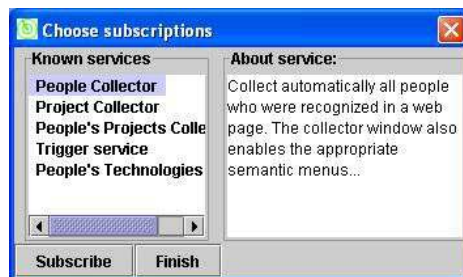 Choose subscriptions
Known services
People Collector
Project Collector
People's Projects Colle
Trigger service
People's Technologies
About service:
Collect automatically all people
who were recognized in a web
page. The collector window also
enables the appropriate
semantic menus...
Subscribe
Finish